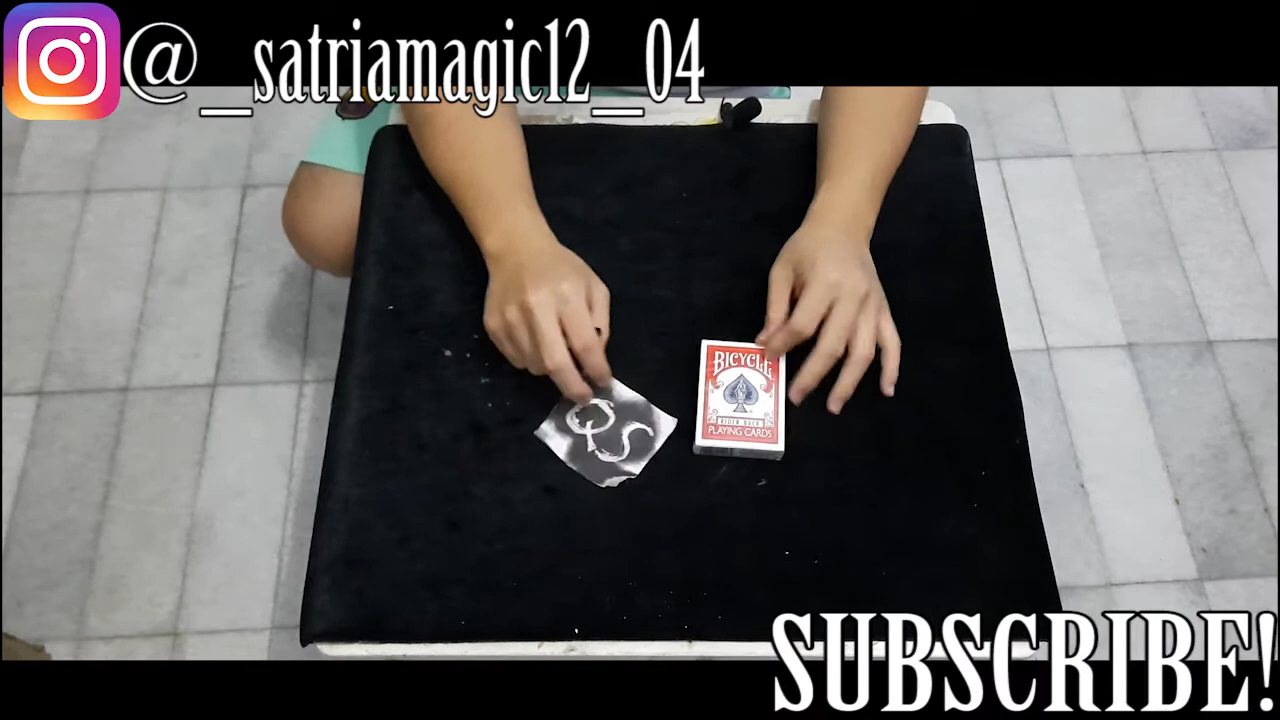 @_satriamagic12_04
BICYCLE
RIDER BACK
PLAYING CARDS
QS
SUBSCRIBE!